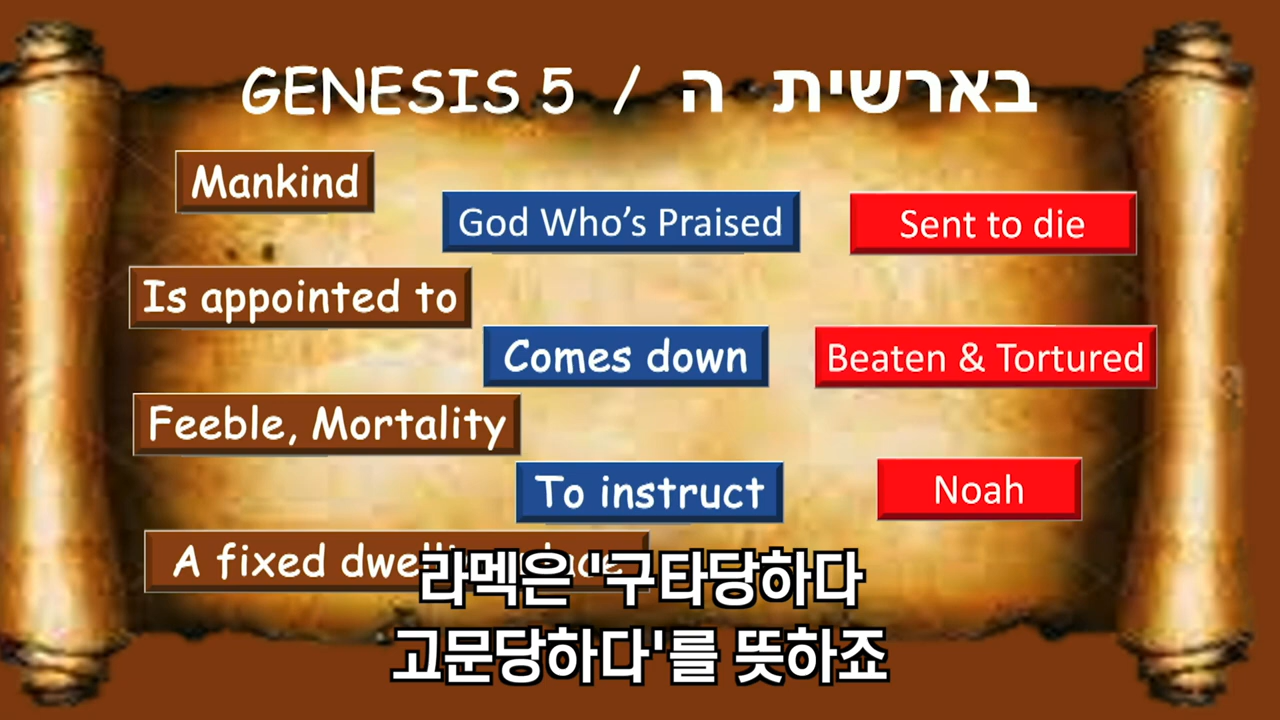 GENESIS 5 / בארשית ה
Mankind
God Who's Praised
Sent to die
Is appointed to
Comes down
Beaten & Tortured
Feeble, Mortality
To instruct
Noah
A fixed
라멕은 '구타당하다
고문당하다'를 뜻하죠